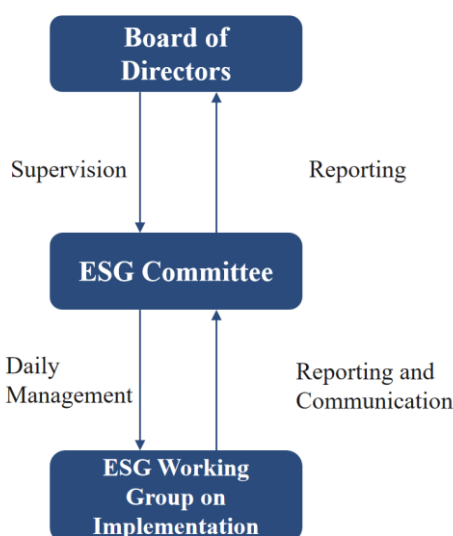 Board of
Directors
Supervision
Reporting
ESG Committee
Daily
Management
Reporting and
Communication
ESG Working
Group on
Implementation